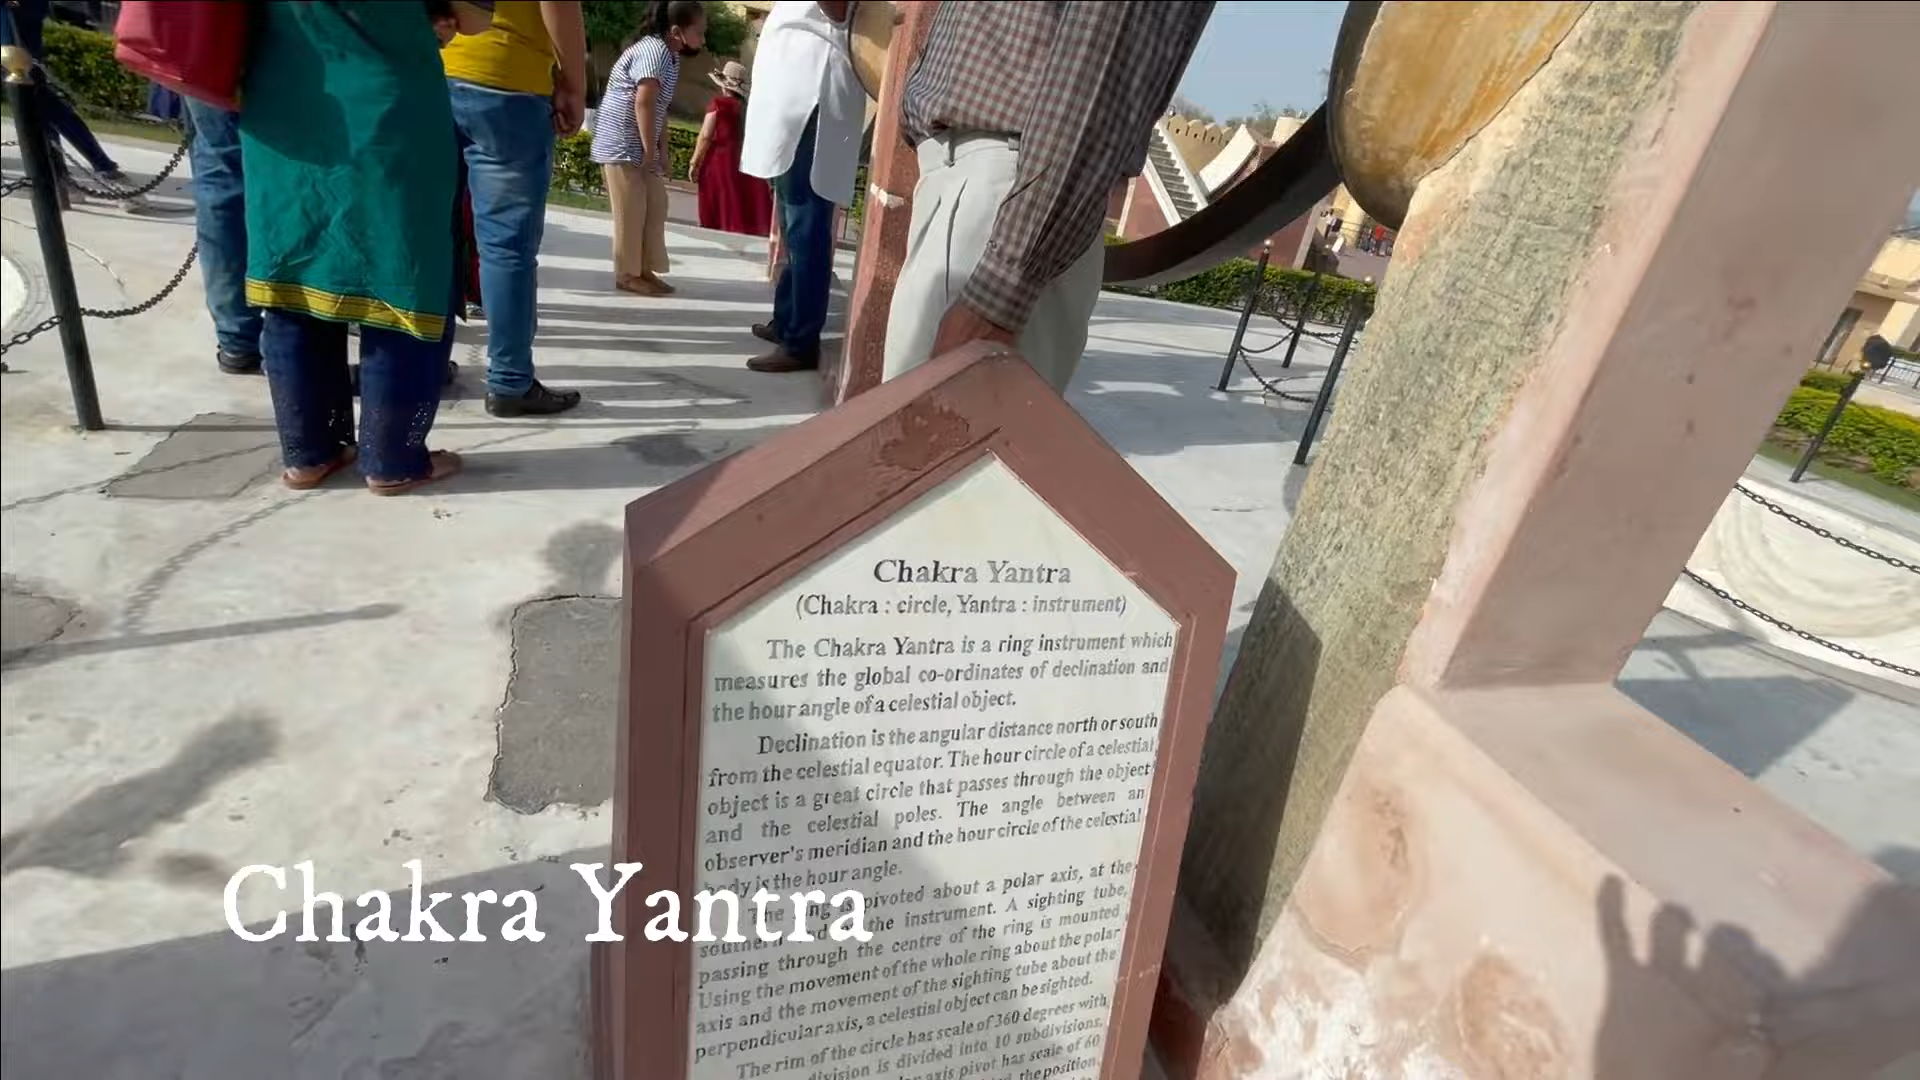 Chakra Yantra
(Chakra : circle, Yantra : instrument)
The Chakra Yantra is a ring instrument which
measures the global co-ordinates of declination and
the hour angle of a celestial object.
Declination is the angular distance north or south
from the celestial equator. The hour circle of a celestial
object is a great circle that passes through the object
and the celestial poles. The angle between an
observer's meridian and the hour circle of the celestial
body is the hour angle.
The ring is pivoted about a polar axis, at the
southern end of the instrument. A sighting tube,
passing through the centre of the ring is mounted
Using the movement of the whole ring about the polar
axis and the movement of the sighting tube about the
perpendicular axis, a celestial object can be sighted.
The rim of the circle has scale of 360 degrees with
division is divided into 10 subdivisions.
axis pivot has scale of 60
the position
Chakra Yantra